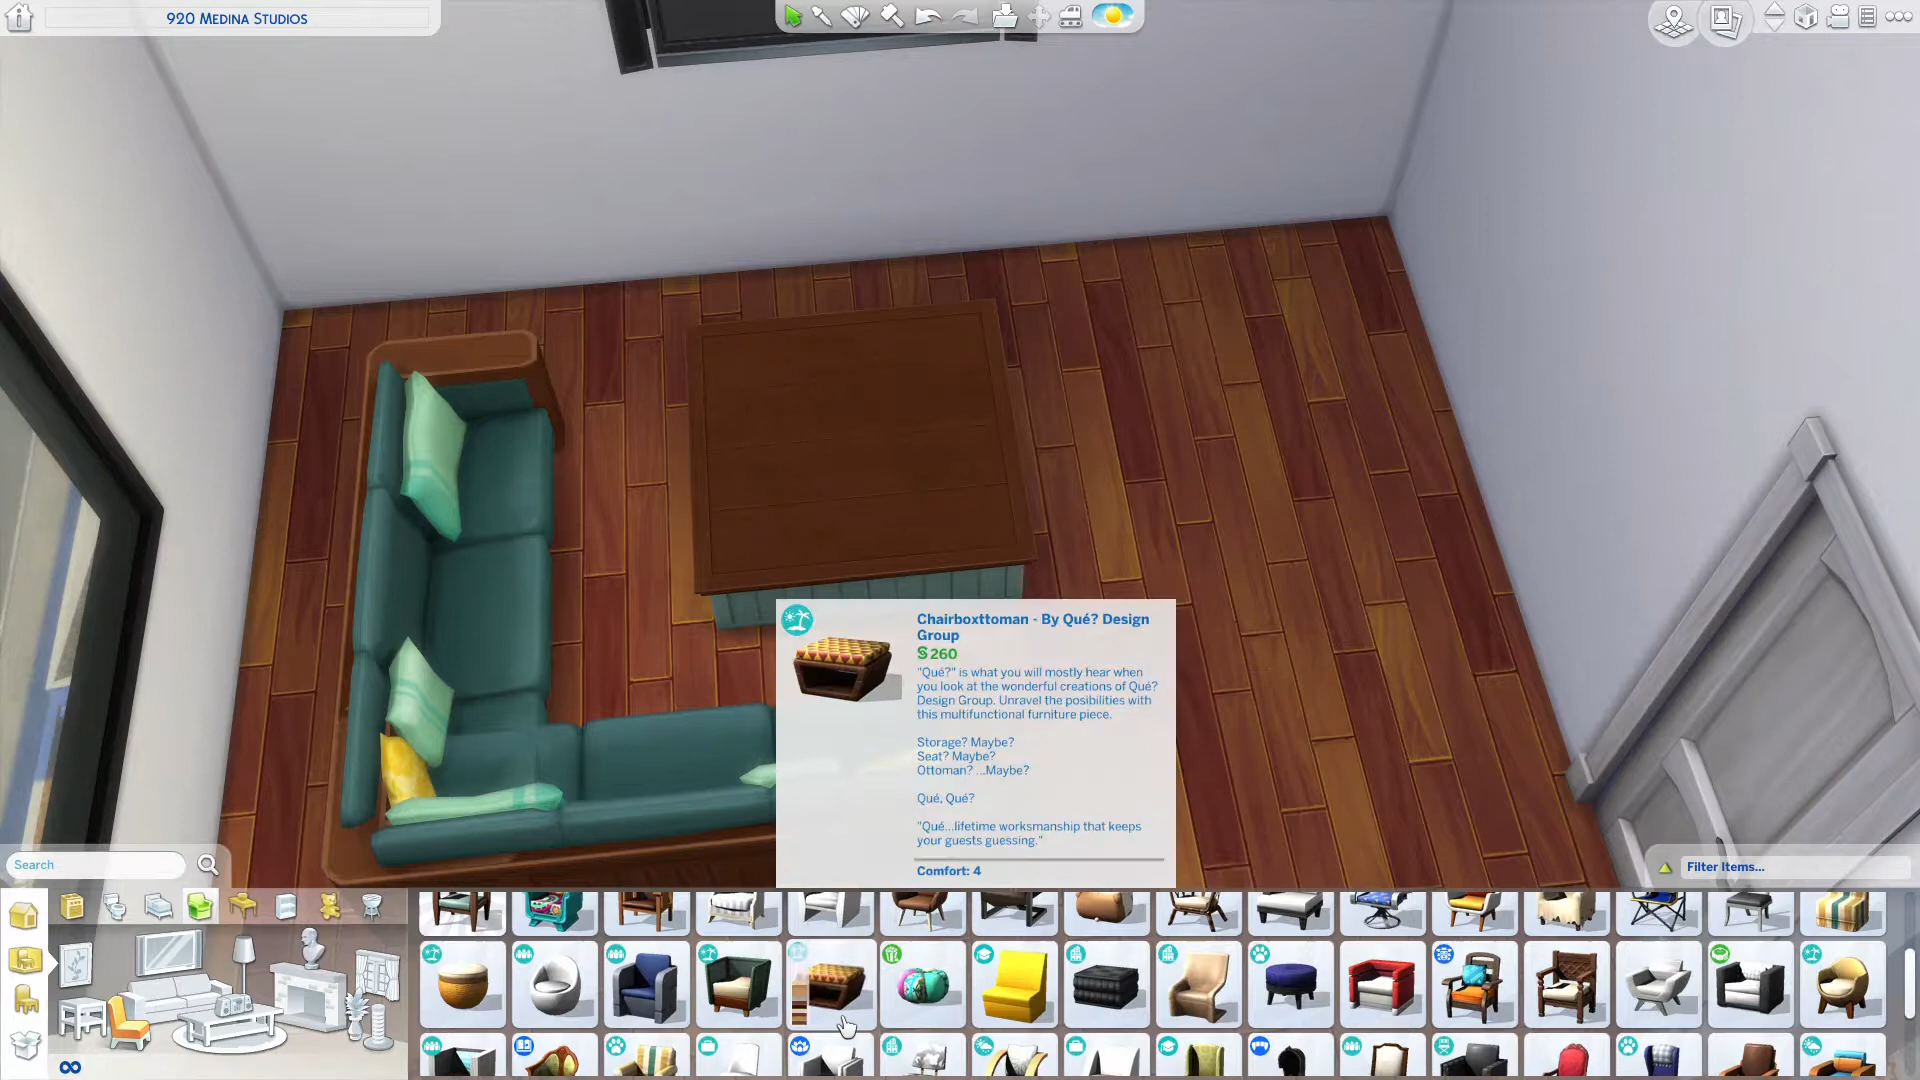 920 Medina Studios
Chairboxttoman - By Qué? Design
Group
§260
"Qué?" is what you will mostly hear when
you look at the wonderful creations of Qué?
Design Group. Unravel the posibilities with
this multifunctional furniture piece.
Storage? Maybe?
Seat? Maybe?
Ottoman? ...Maybe?
Qué, Qué?
"Qué...lifetime worksmanship that keeps
your guests guessing."
Comfort: 4
Search
Filter Items...